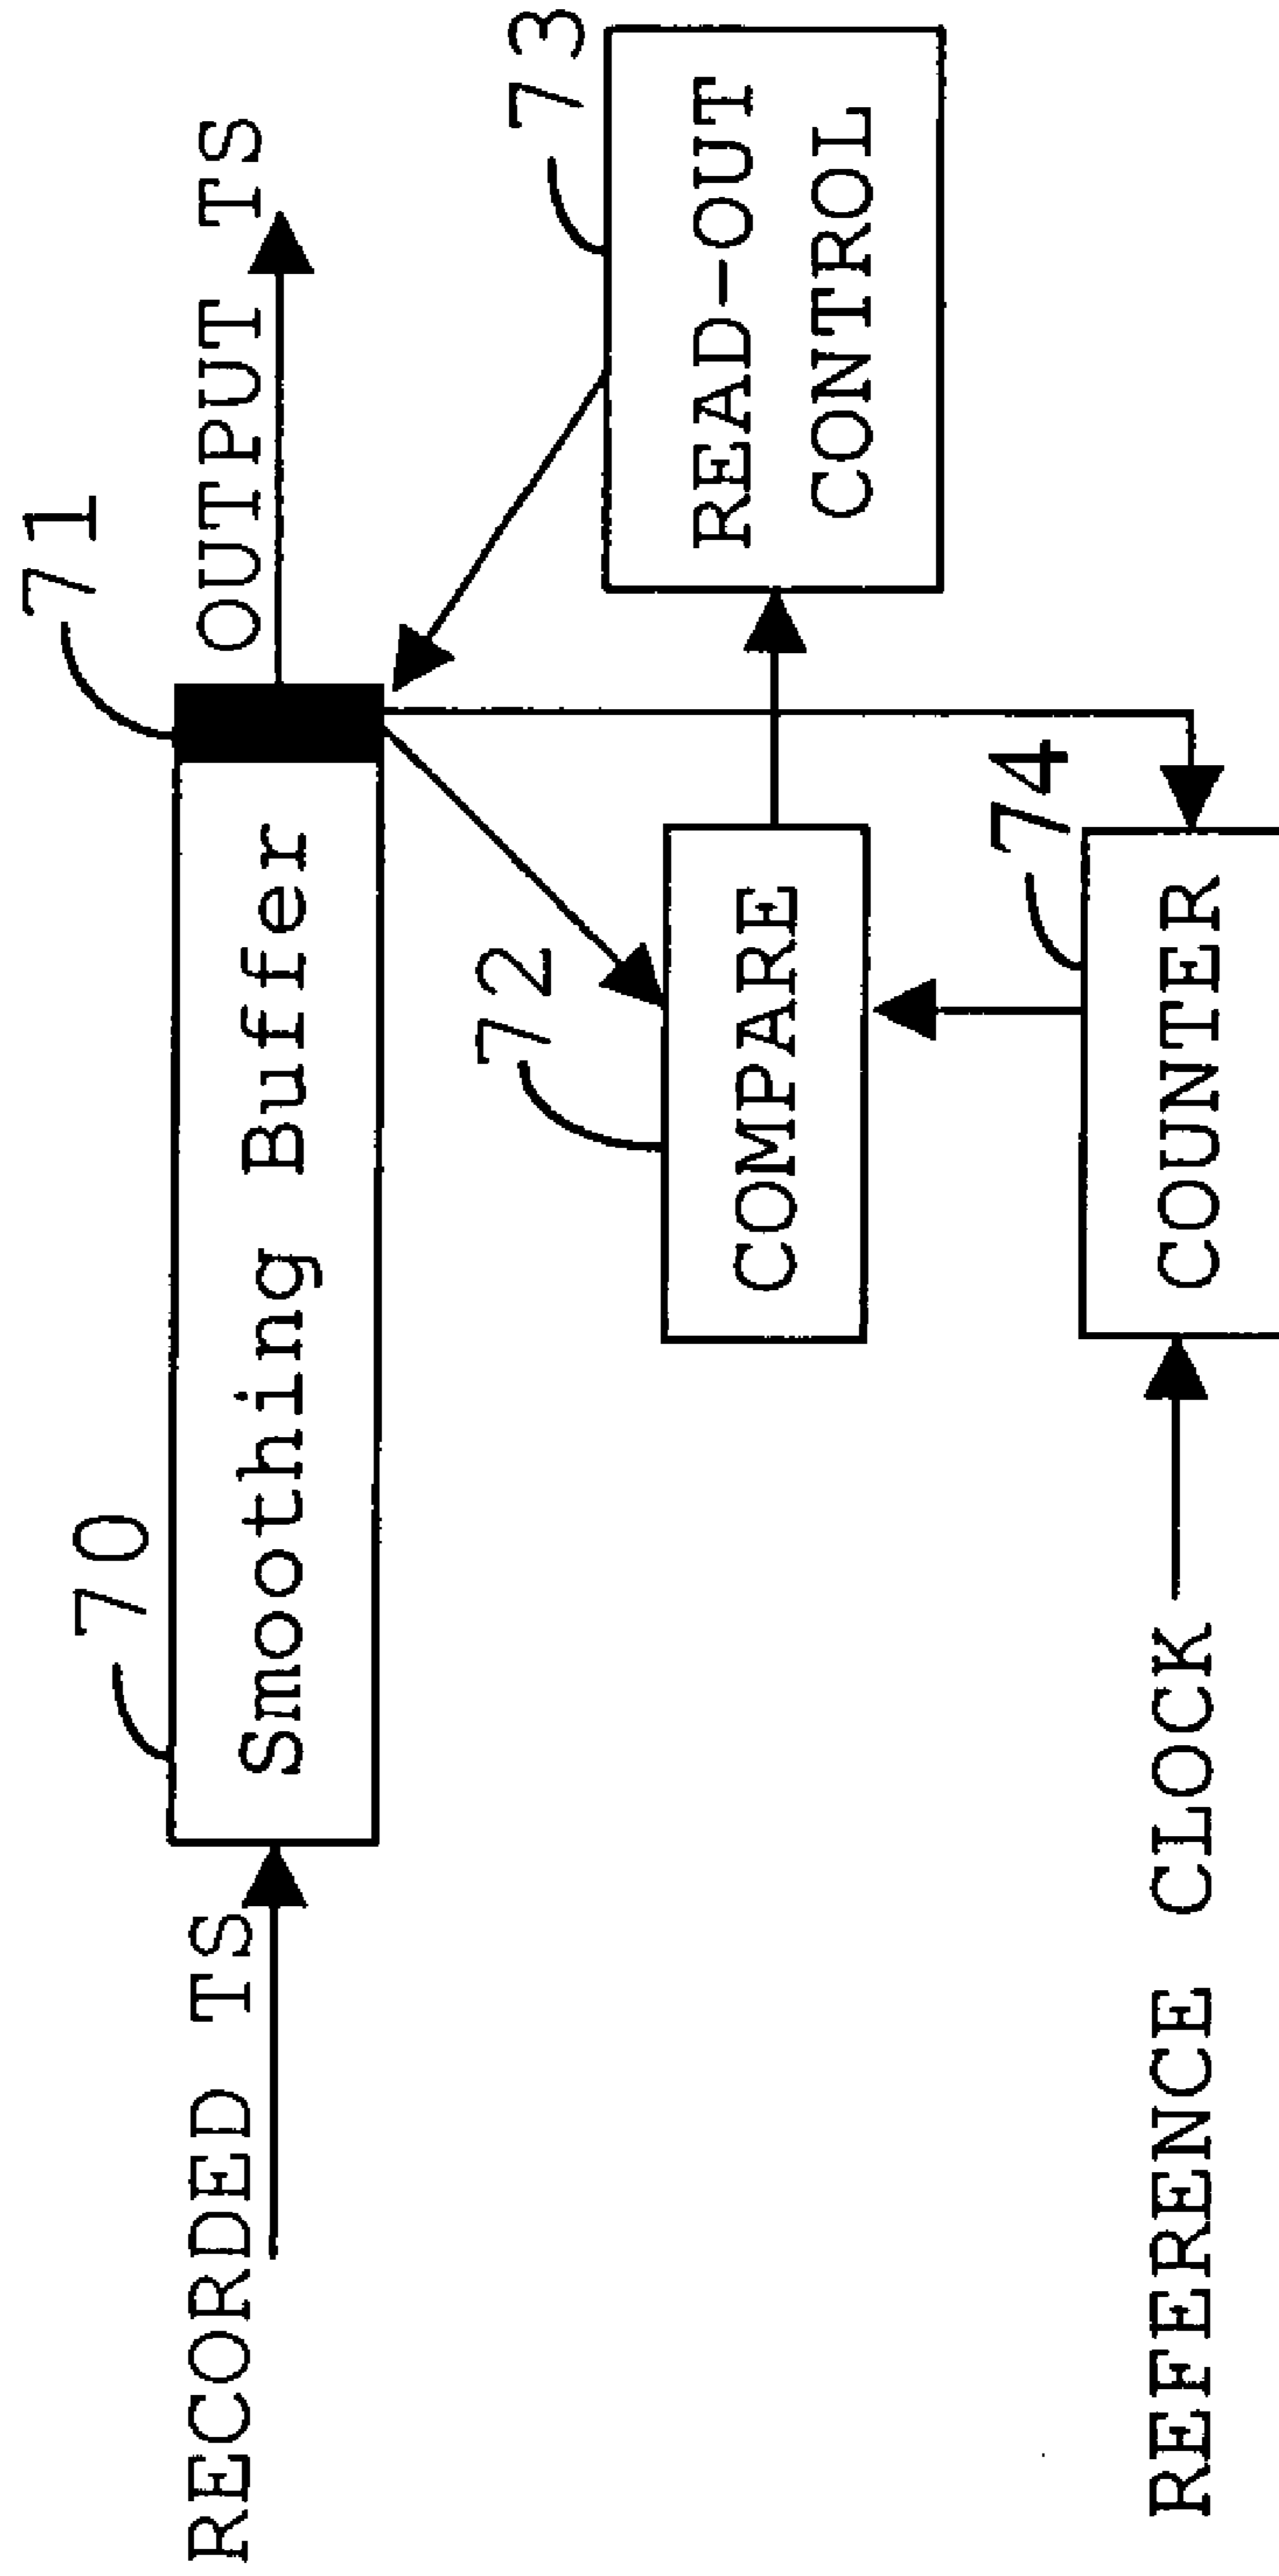 71
70
RECORDED TS
Smoothing Buffer
OUTPUT TS
73
72
COMPARE
READ-OUT
CONTROL
74
REFERENCE CLOCK
COUNTER